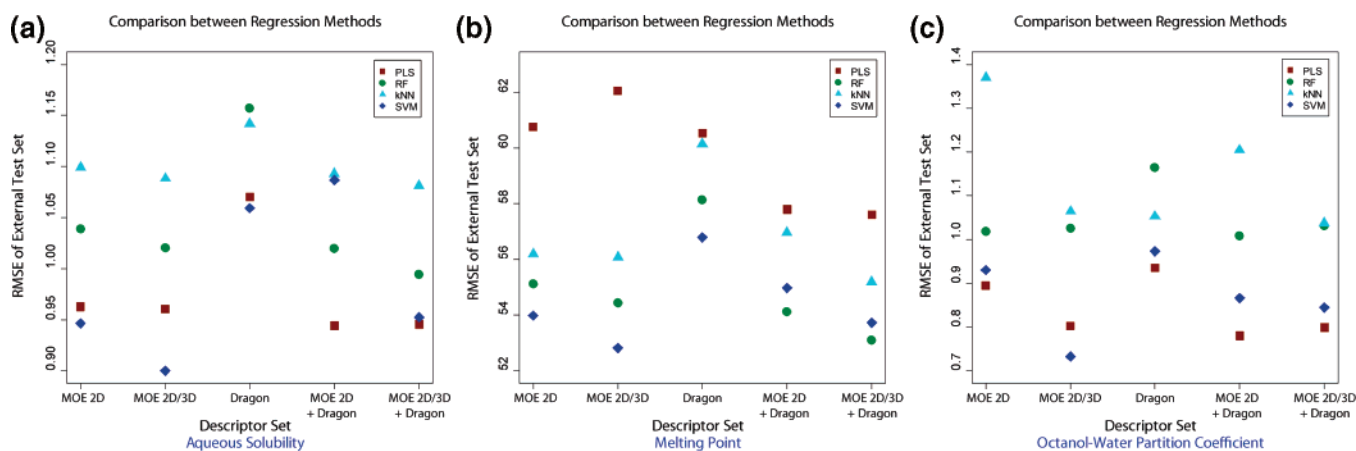 (a)
Comparison between Regression Methods
RMSE of External Test Set
1.20
1.15
1.10
1.05
1.00
0.95
0.90
PLS
RF
kNN
SVM
MOE 2D
MOE 2D/3D
Dragon
MOE 2D
+ Dragon
MOE 2D/3D
+ Dragon
Descriptor Set
Aqueous Solubility
(b)
Comparison between Regression Methods
RMSE of External Test Set
62
60
58
56
54
52
PLS
RF
kNN
SVM
MOE 2D
MOE 2D/3D
Dragon
MOE 2D
+ Dragon
MOE 2D/3D
+ Dragon
Descriptor Set
Melting Point
(c)
Comparison between Regression Methods
RMSE of External Test Set
1.4
1.3
1.2
1.1
1.0
0.9
0.8
0.7
PLS
RF
kNN
SVM
MOE 2D
MOE 2D/3D
Dragon
MOE 2D
+ Dragon
MOE 2D/3D
+ Dragon
Descriptor Set
Octanol-Water Partition Coefficient